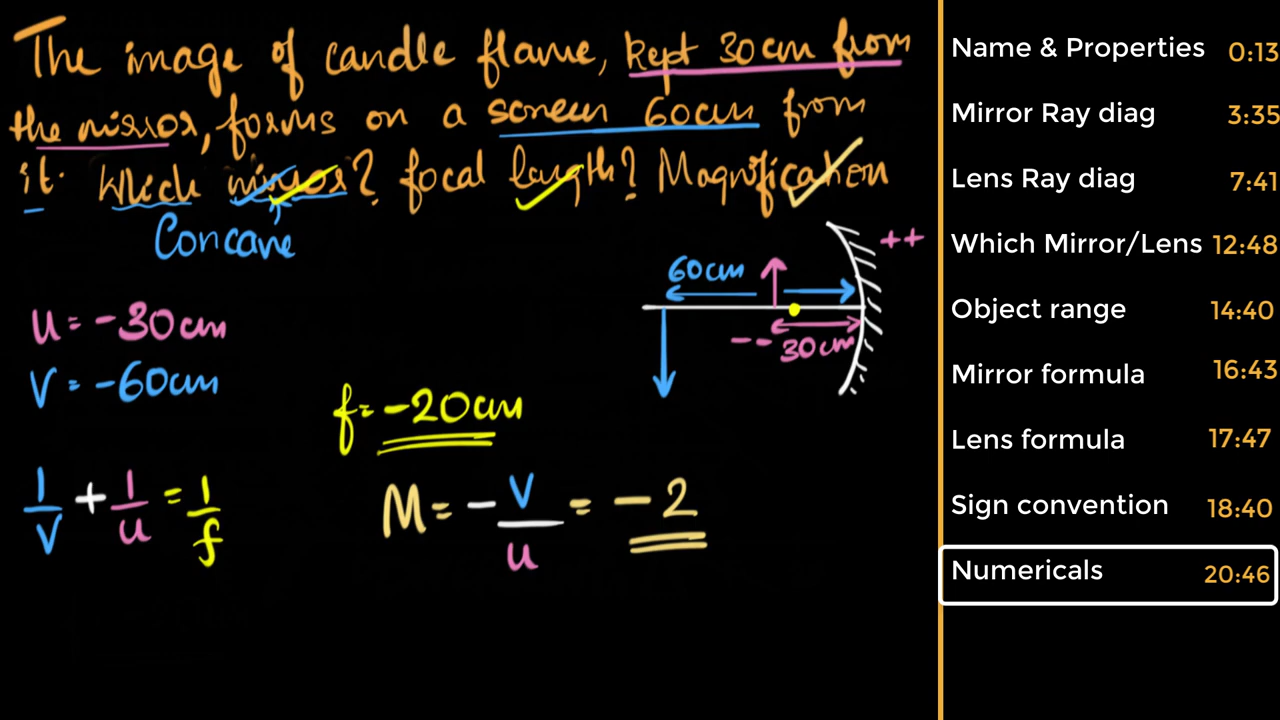 The image of candle flame, kept 30cm from
the mirror, forms on a screen 60cm from
it. Which mirror? focal length? Magnification
Concave
++
60cm
-- 30cm
u = -30cm
v = -60cm
f = -20cm
1/v + 1/u = 1/f
M = - v/u = -2
Name & Properties 0:13
Mirror Ray diag 3:35
Lens Ray diag 7:41
Which Mirror/Lens 12:48
Object range 14:40
Mirror formula 16:43
Lens formula 17:47
Sign convention 18:40
Numericals 20:46